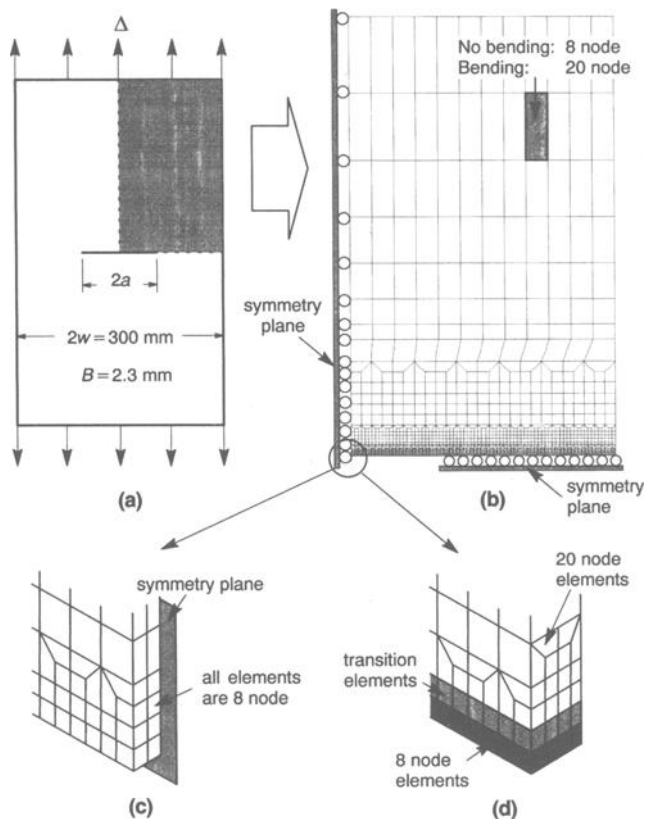 Δ
No bending: 8 node
Bending: 20 node
2a
symmetry
plane
2w = 300 mm
B = 2.3 mm
(a)
(b)
symmetry
plane
symmetry plane
20 node
elements
all elements
are 8 node
transition
elements
8 node
elements
(c)
(d)